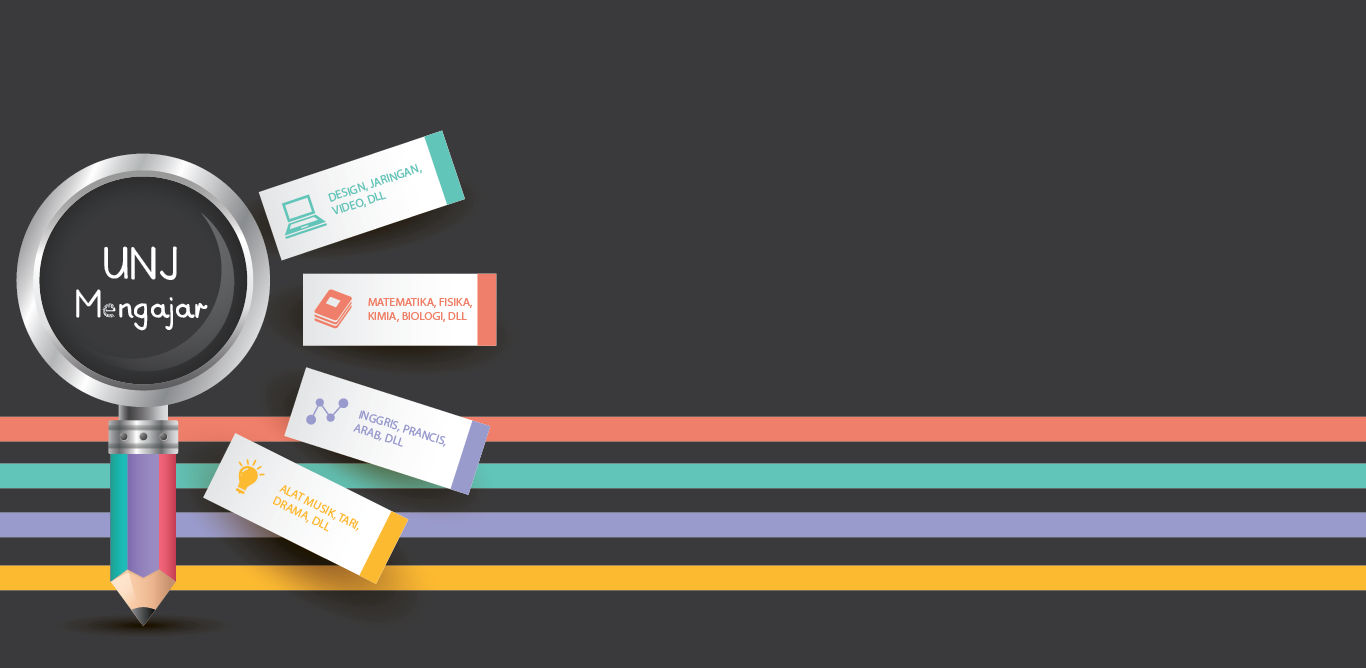 UNJ
Mengajar
DESIGN, JARINGAN,
VIDEO, DLL
MATEMATIKA, FISIKA,
KIMIA, BIOLOGI, DLL
INGGRIS, PRANCIS,
ARAB, DLL
ALAT MUSIK, TARI,
DRAMA, DLL